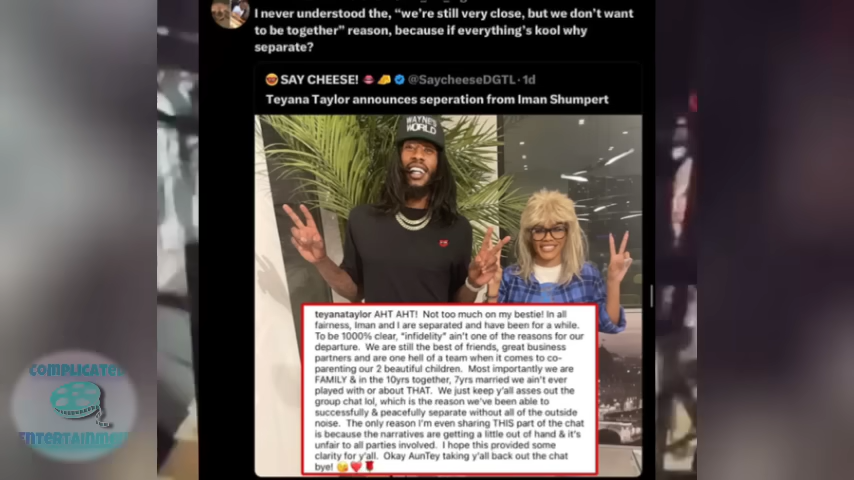 I never understood the, “we’re still very close, but we don’t want
to be together” reason, because if everything’s kool why
separate?
SAY CHEESE! @SaycheeseDGTL · 1d
Teyana Taylor announces seperation from Iman Shumpert
WAYNE'S
WORLD
teyanataylor AHT AHT! Not too much on my bestie! In all
fairness, Iman and I are separated and have been for a while.
To be 1000% clear, “infidelity” ain’t one of the reasons for our
departure. We are still the best of friends, great business
partners and are one hell of a team when it comes to co-
parenting our 2 beautiful children. Most importantly we are
FAMILY & in the 10yrs together, 7yrs married we ain’t ever
played with or about THAT. We just keep y’all asses out the
group chat lol, which is the reason we’ve been able to
successfully & peacefully separate without all of the outside
noise. The only reason I’m even sharing THIS part of the chat
is because the narratives are getting a little out of hand & it’s
unfair to all parties involved. I hope this provided some
clarity for y’all. Okay AunTey taking y’all back out the chat
bye! 😘❤️🌹
COMPLICATED
ENTERTAINMENT